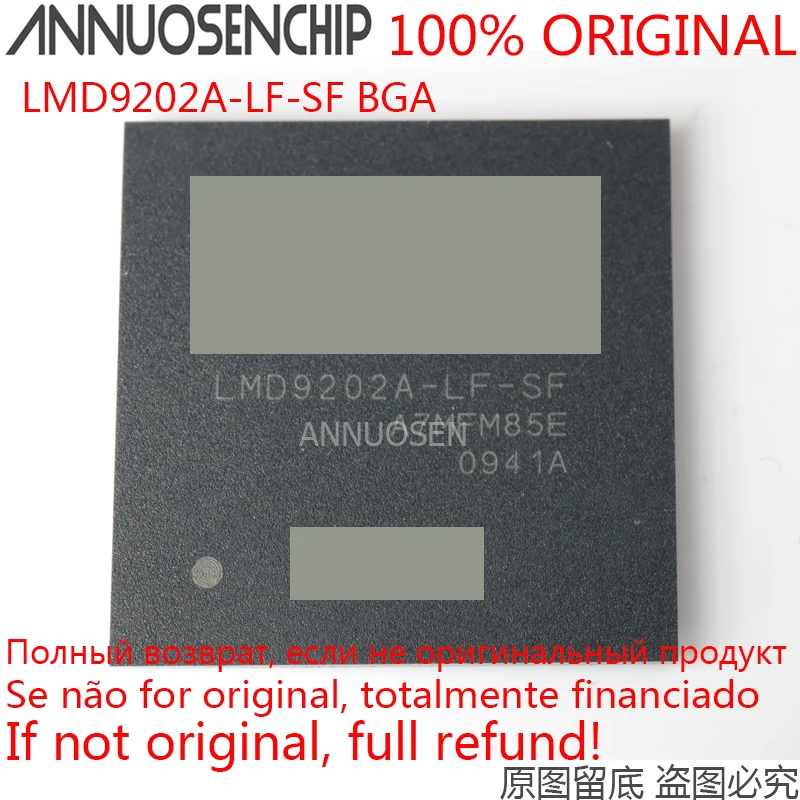 ANNUOSENCHIP 100% ORIGINAL
LMD9202A-LF-SF BGA
LMD9202A-LF-SF
A7MFM85E
ANNUOSEN
0941A
Полный возврат, если не оригинальный продукт
Se não for original, totalmente financiado
If not original, full refund!
原图留底 盗图必究